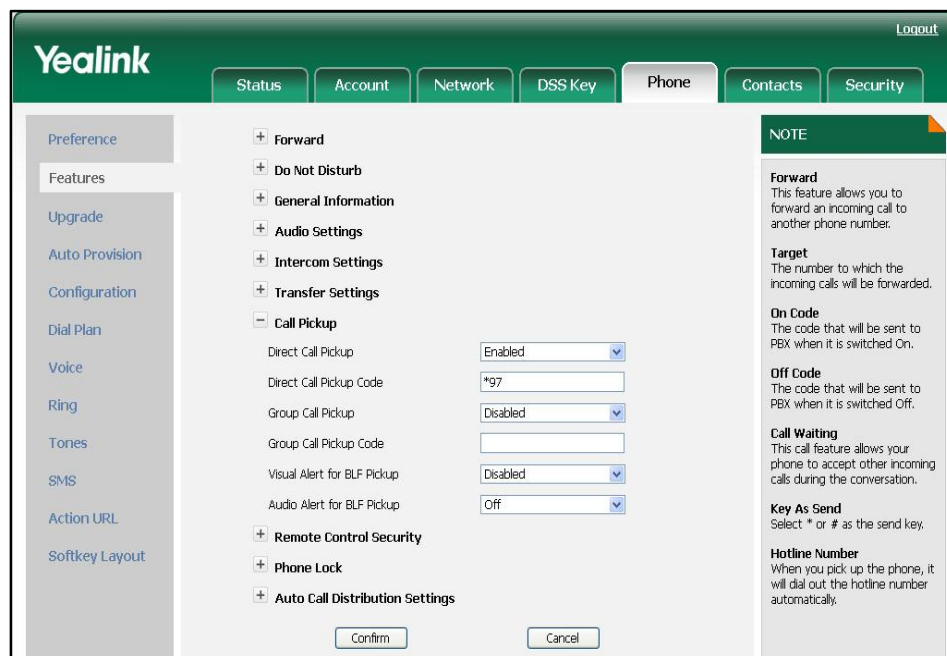 Logout
Yealink
Status Account Network DSS Key Phone Contacts Security
Preference
Features
Upgrade
Auto Provision
Configuration
Dial Plan
Voice
Ring
Tones
SMS
Action URL
Softkey Layout
Forward
Do Not Disturb
General Information
Audio Settings
Intercom Settings
Transfer Settings
Call Pickup
Direct Call Pickup Enabled
Direct Call Pickup Code *97
Group Call Pickup Disabled
Group Call Pickup Code
Visual Alert for BLF Pickup Disabled
Audio Alert for BLF Pickup Off
Remote Control Security
Phone Lock
Auto Call Distribution Settings
Confirm Cancel
NOTE
Forward
This feature allows you to
forward an incoming call to
another phone number.
Target
The number to which the
incoming calls will be forwarded.
On Code
The code that will be sent to
PBX when it is switched On.
Off Code
The code that will be sent to
PBX when it is switched Off.
Call Waiting
This call feature allows your
phone to accept other incoming
calls during the conversation.
Key As Send
Select * or # as the send key.
Hotline Number
When you pick up the phone, it
will dial out the hotline number
automatically.